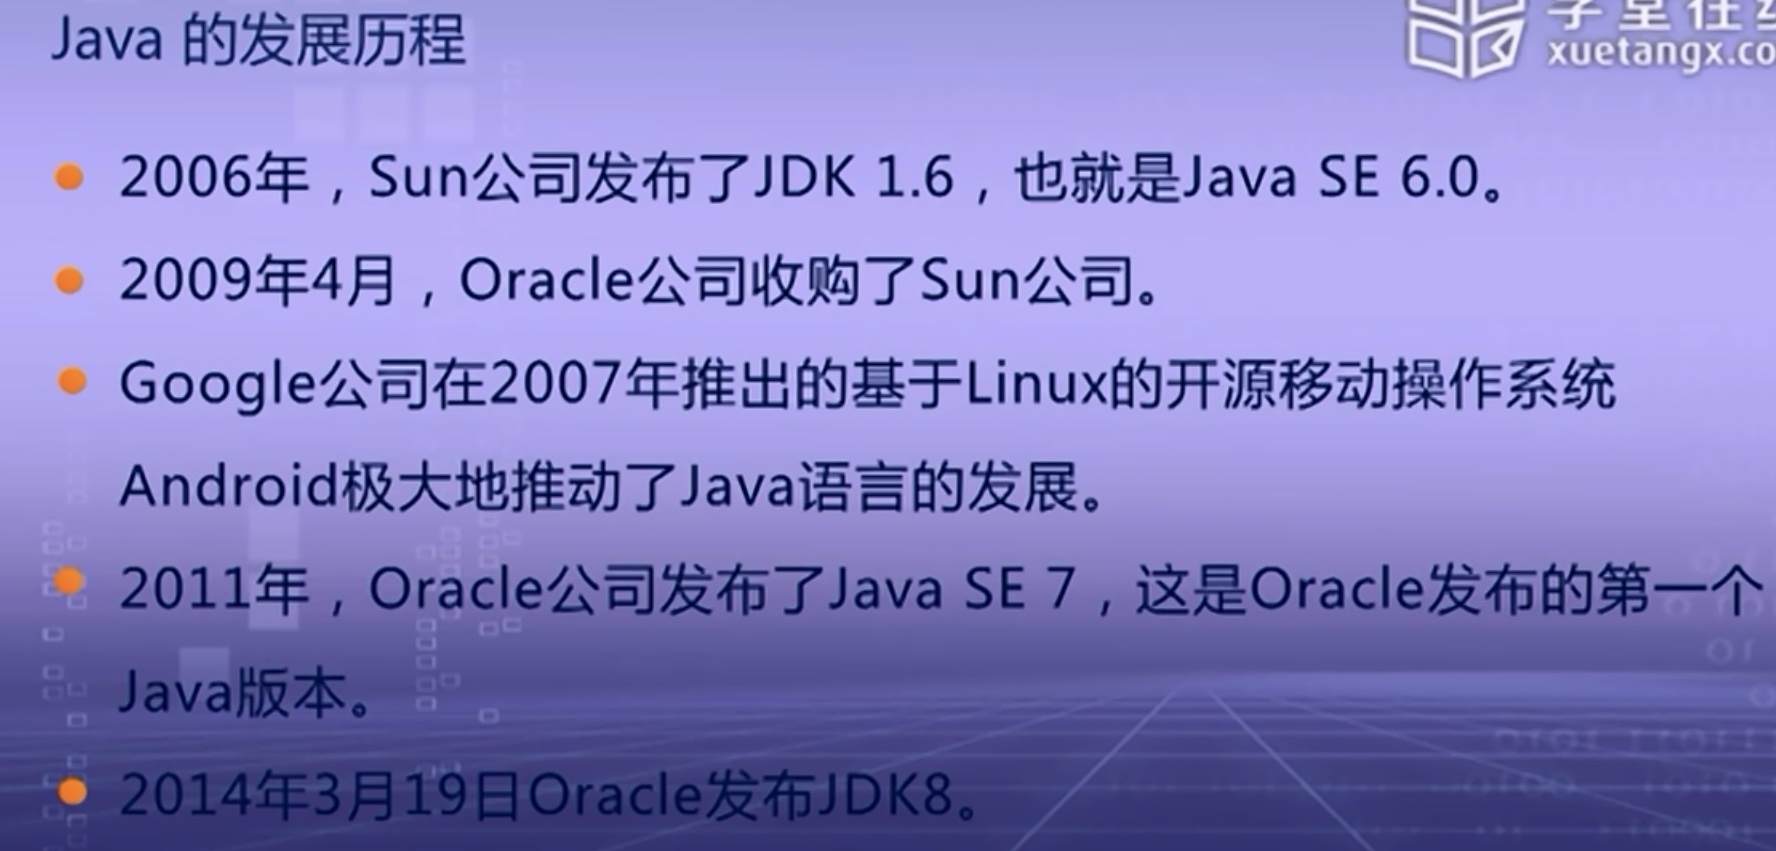 Java 的发展历程
学堂在线
xuetangx.co
2006年，Sun公司发布了JDK 1.6，也就是Java SE 6.0。
2009年4月，Oracle公司收购了Sun公司。
Google公司在2007年推出的基于Linux的开源移动操作系统
Android极大地推动了Java语言的发展。
2011年，Oracle公司发布了Java SE 7，这是Oracle发布的第一个
Java版本。
2014年3月19日Oracle发布JDK8。